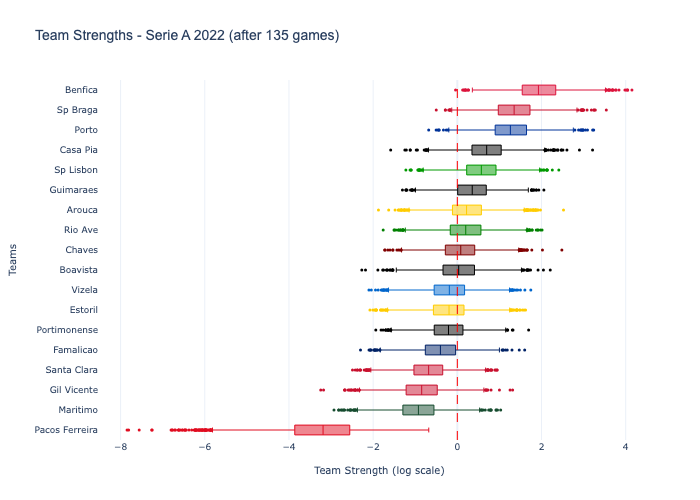 Team Strengths - Serie A 2022 (after 135 games)
Teams
Benfica
Sp Braga
Porto
Casa Pia
Sp Lisbon
Guimaraes
Arouca
Rio Ave
Chaves
Boavista
Vizela
Estoril
Portimonense
Famalicao
Santa Clara
Gil Vicente
Maritimo
Pacos Ferreira
−8 −6 −4 −2 0 2 4
Team Strength (log scale)